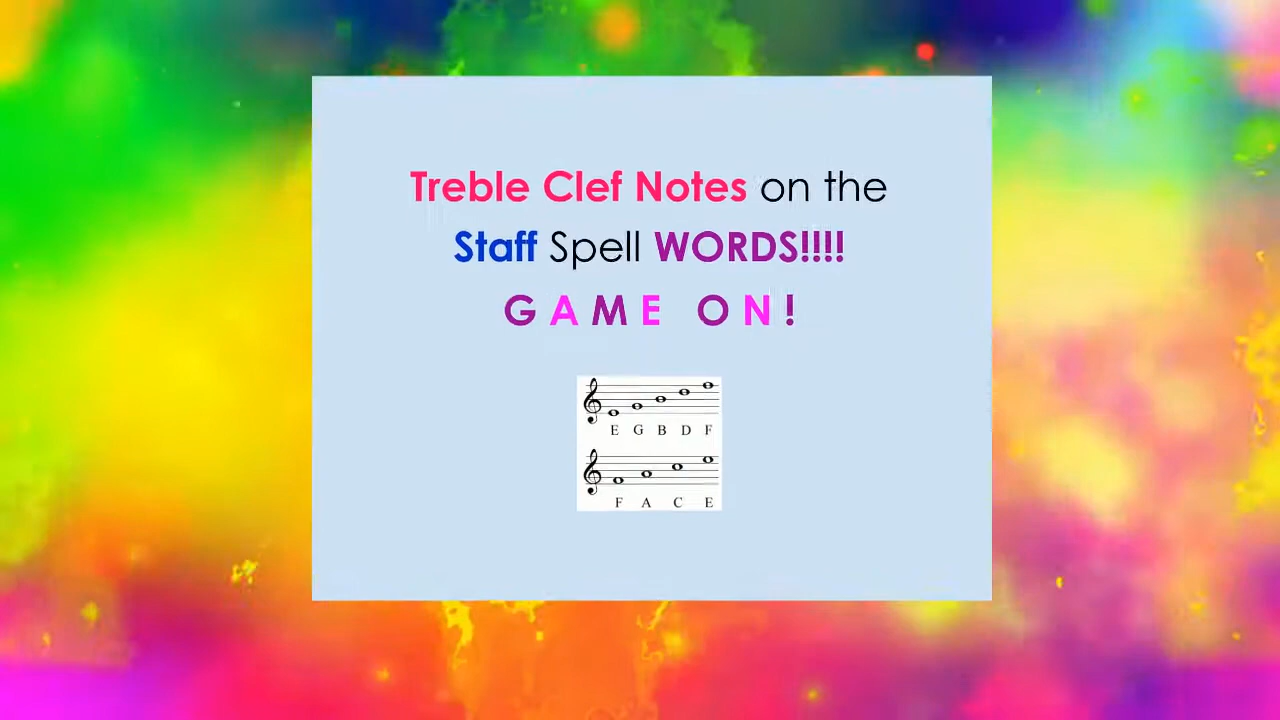 Treble Clef Notes on the
Staff Spell WORDS!!!!
G A M E O N !
E G B D F
F A C E